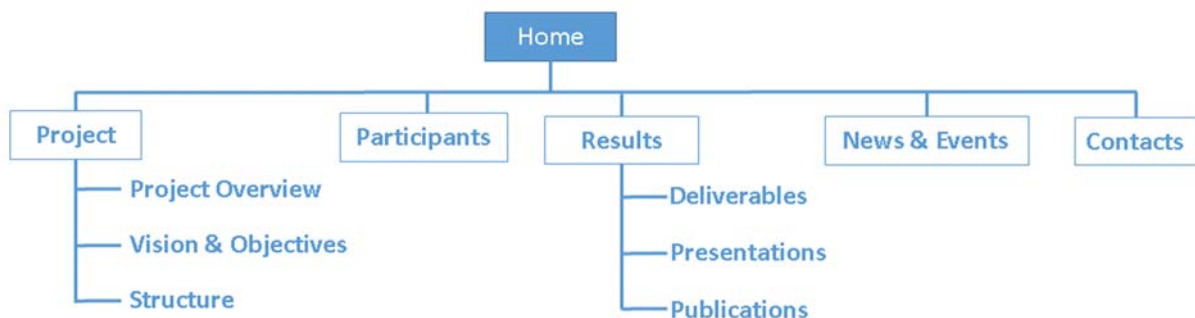 Home
Project
Participants
Results
News & Events
Contacts
Project Overview
Vision & Objectives
Structure
Deliverables
Presentations
Publications